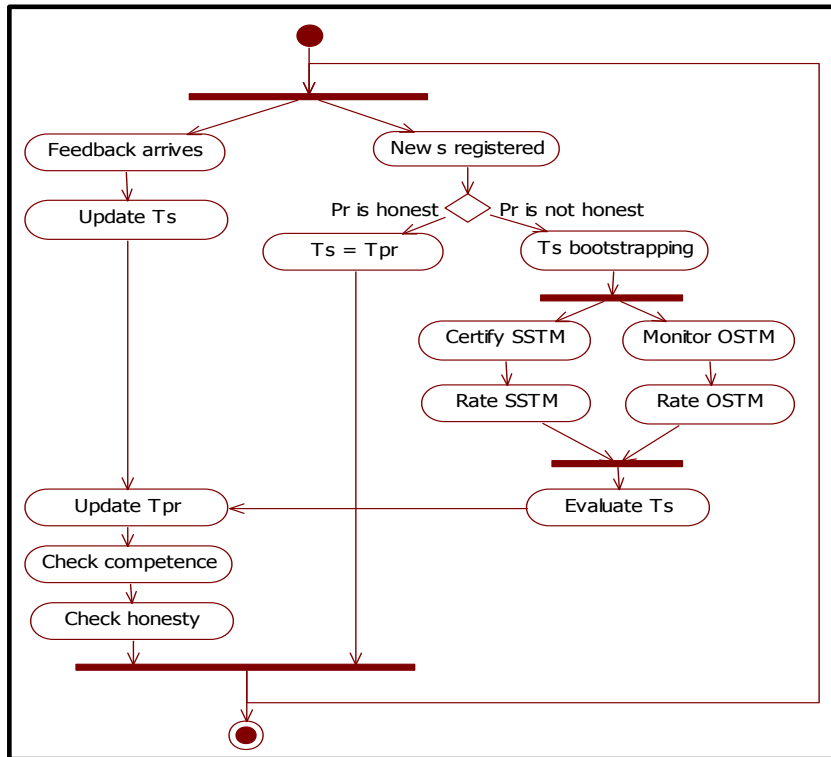 Feedback arrives
New s registered
Update Ts
Pr is honest
Pr is not honest
Ts = Tpr
Ts bootstrapping
Certify SSTM
Monitor OSTM
Rate SSTM
Rate OSTM
Update Tpr
Evaluate Ts
Check competence
Check honesty